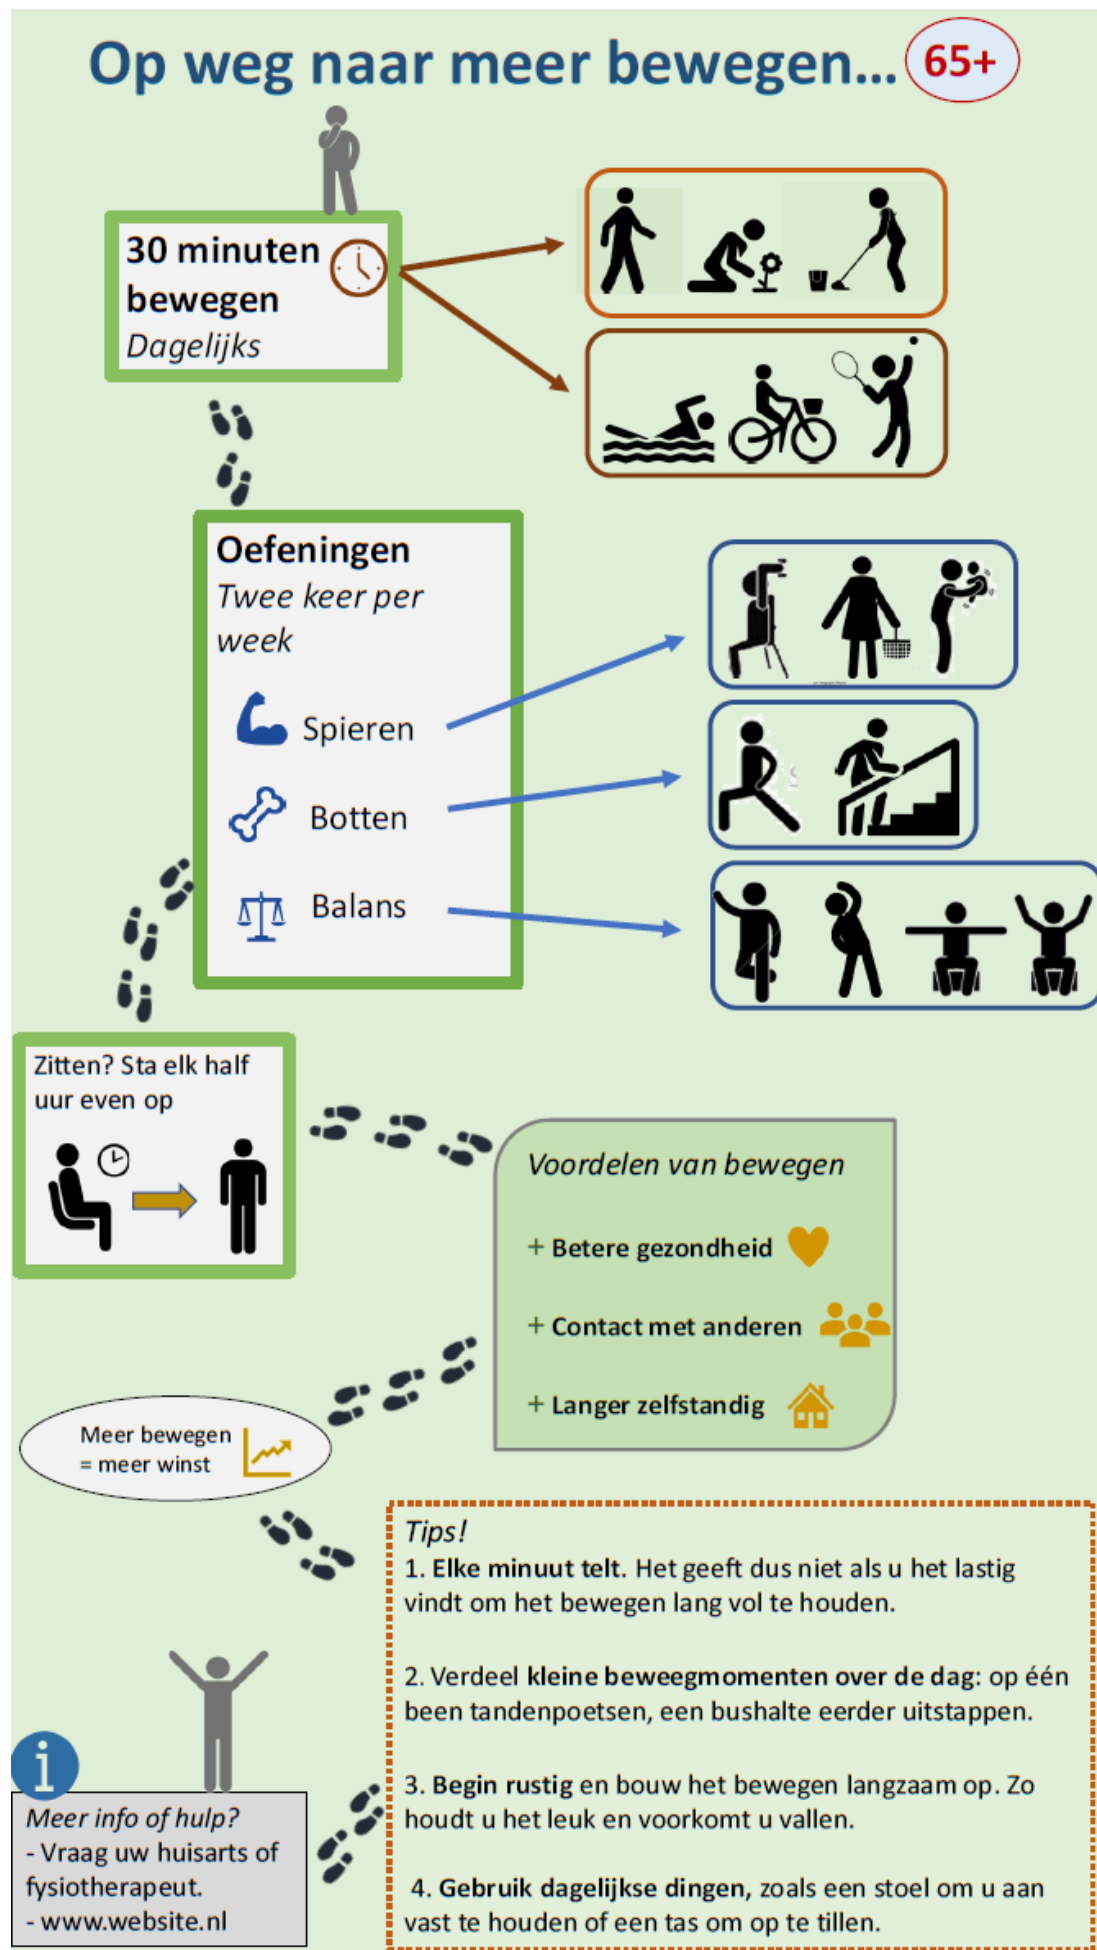 Op weg naar meer bewegen...
65+
30 minuten
bewegen
Dagelijks
Oefeningen
Twee keer per
week
Spieren
Botten
Balans
Zitten? Sta elk half
uur even op
Voordelen van bewegen
+ Betere gezondheid
+ Contact met anderen
+ Langer zelfstandig
Meer bewegen
= meer winst
Tips!
1. Elke minuut telt. Het geeft dus niet als u het lastig
vindt om het bewegen lang vol te houden.
2. Verdeel kleine beweegmomenten over de dag: op één
been tandenpoetsen, een bushalte eerder uitstappen.
3. Begin rustig en bouw het bewegen langzaam op. Zo
houdt u het leuk en voorkomt u vallen.
4. Gebruik dagelijkse dingen, zoals een stoel om u aan
vast te houden of een tas om op te tillen.
i
Meer info of hulp?
- Vraag uw huisarts of
fysiotherapeut.
- www.website.nl